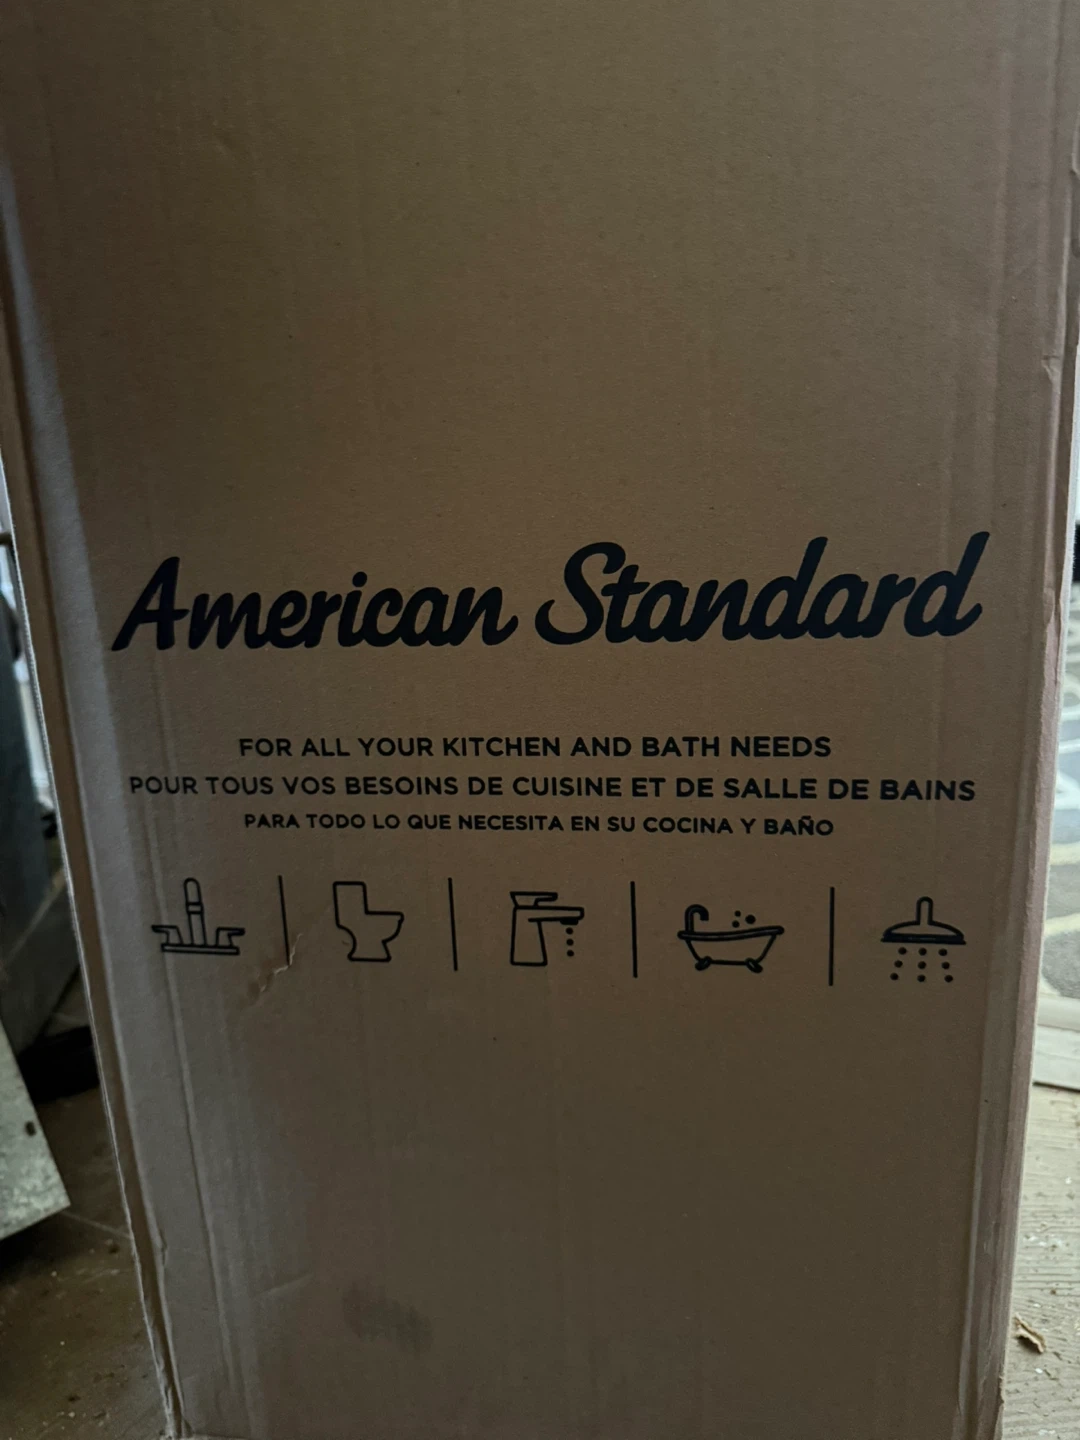 American Standard
FOR ALL YOUR KITCHEN AND BATH NEEDS
POUR TOUS VOS BESOINS DE CUISINE ET DE SALLE DE BAINS
PARA TODO LO QUE NECESITA EN SU COCINA Y BAÑO